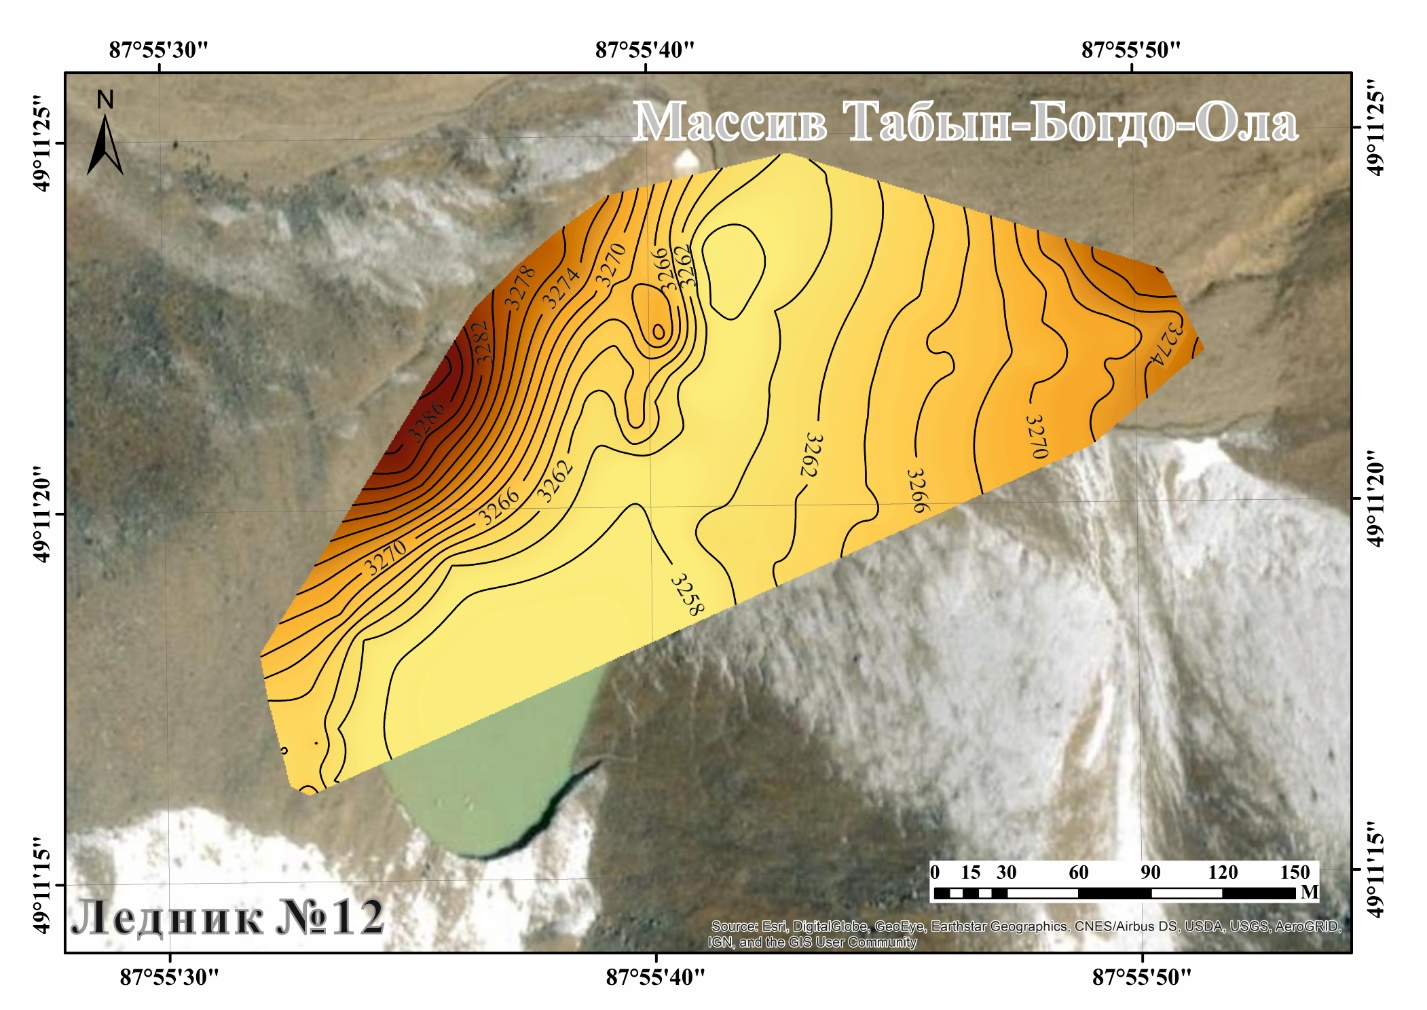 87°55'30" 87°55'40" 87°55'50"
N
Массив Табын-Богдо-Ола
49°11'25" 49°11'25"
3278 3274 3270 3266 3262
3282
3274
3286
3270
3262
3266
3262 3266
3270
3258
49°11'20" 49°11'20"
49°11'15" 49°11'15"
0 15 30 60 90 120 150
М
Ледник №12
Source: Esri, DigitalGlobe, GeoEye, Earthstar Geographics, CNES/Airbus DS, USDA, USGS, AeroGRID,
IGN, and the GIS User Community
87°55'30" 87°55'40" 87°55'50"